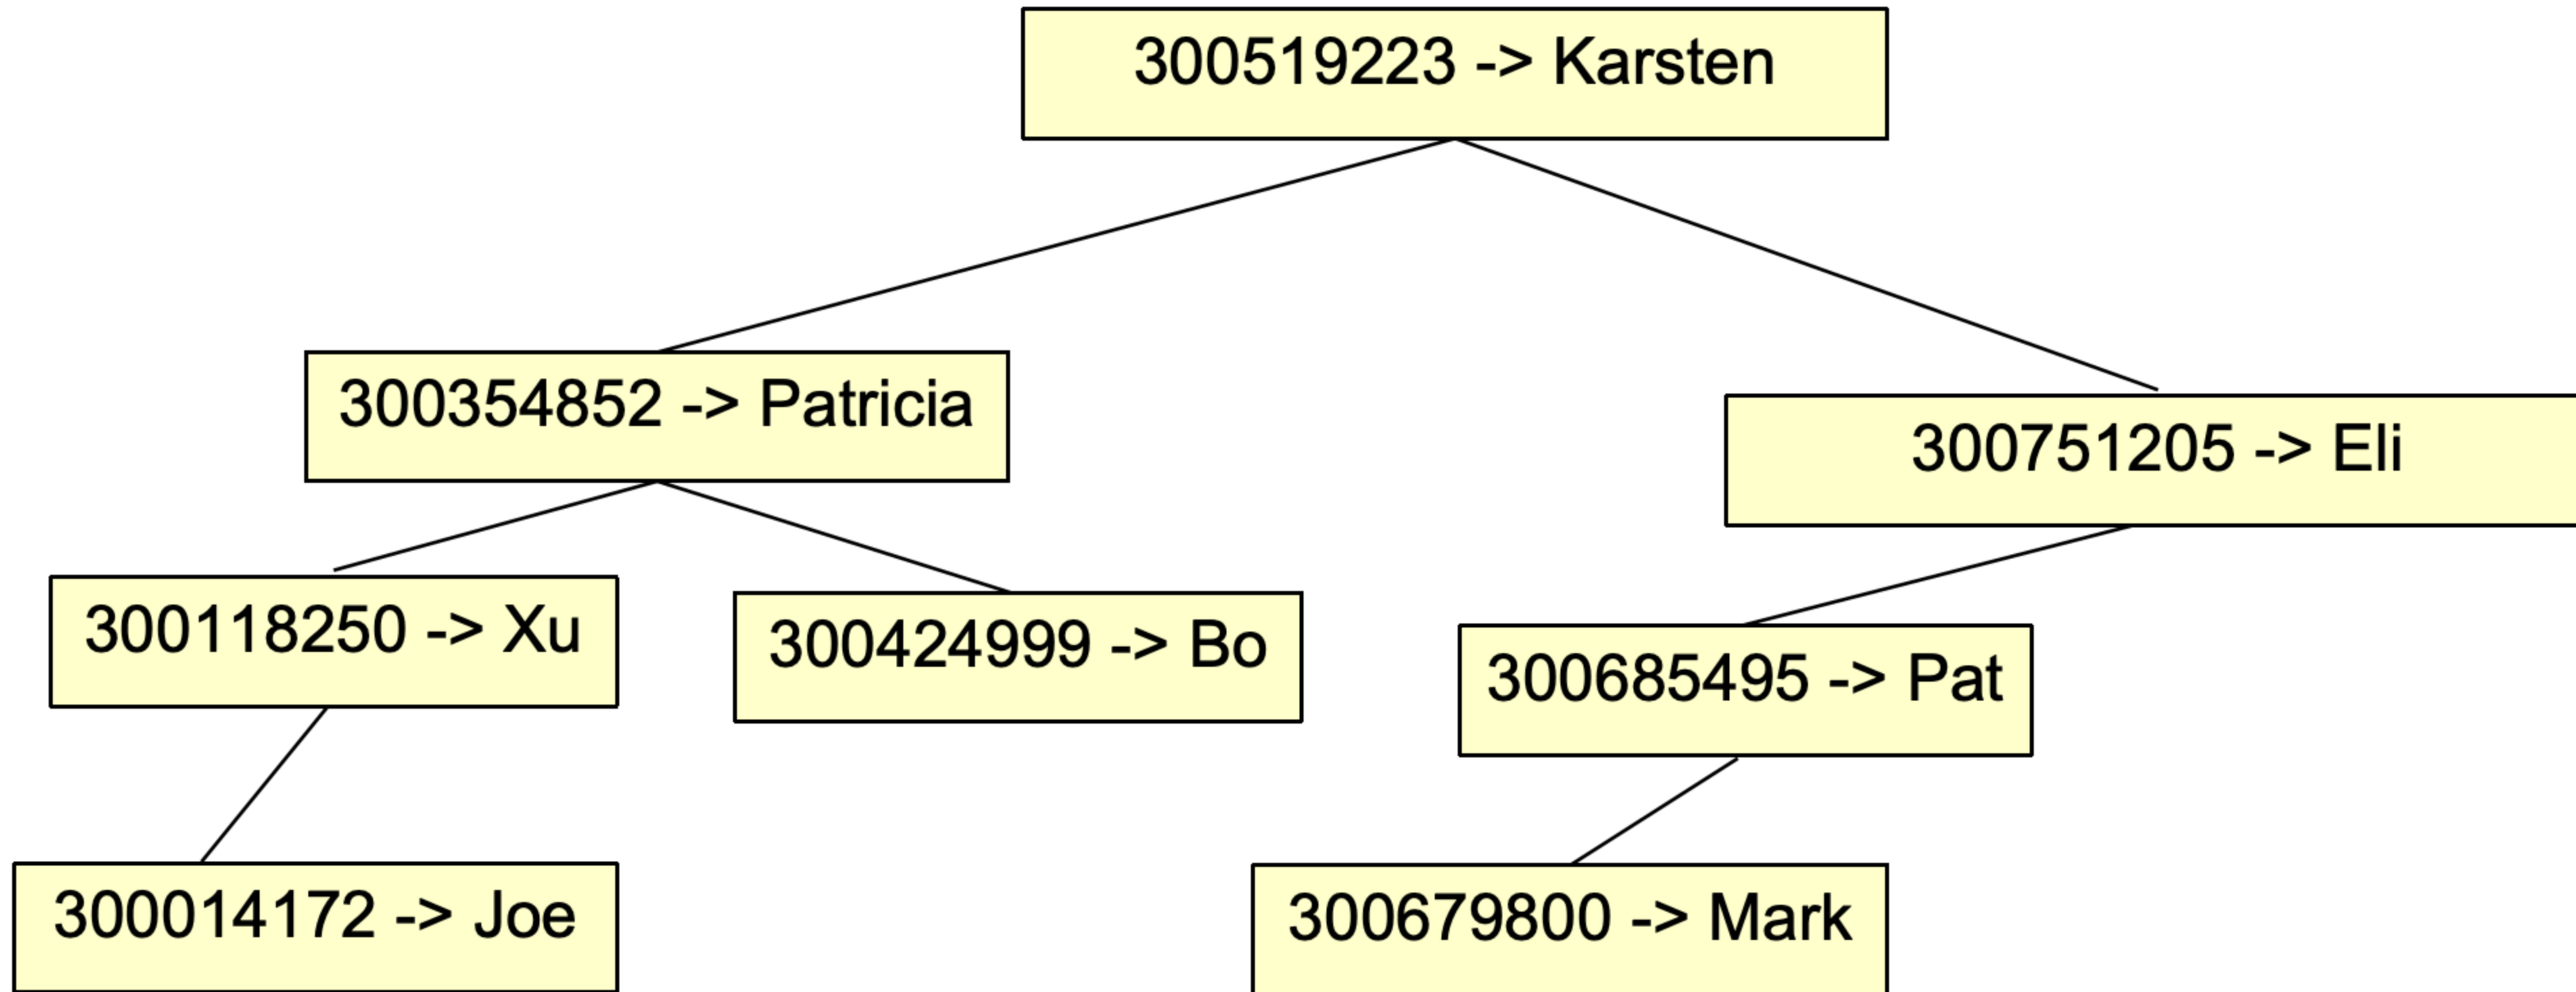 300519223 -> Karsten
300354852 -> Patricia
300751205 -> Eli
300118250 -> Xu
300424999 -> Bo
300685495 -> Pat
300014172 -> Joe
300679800 -> Mark